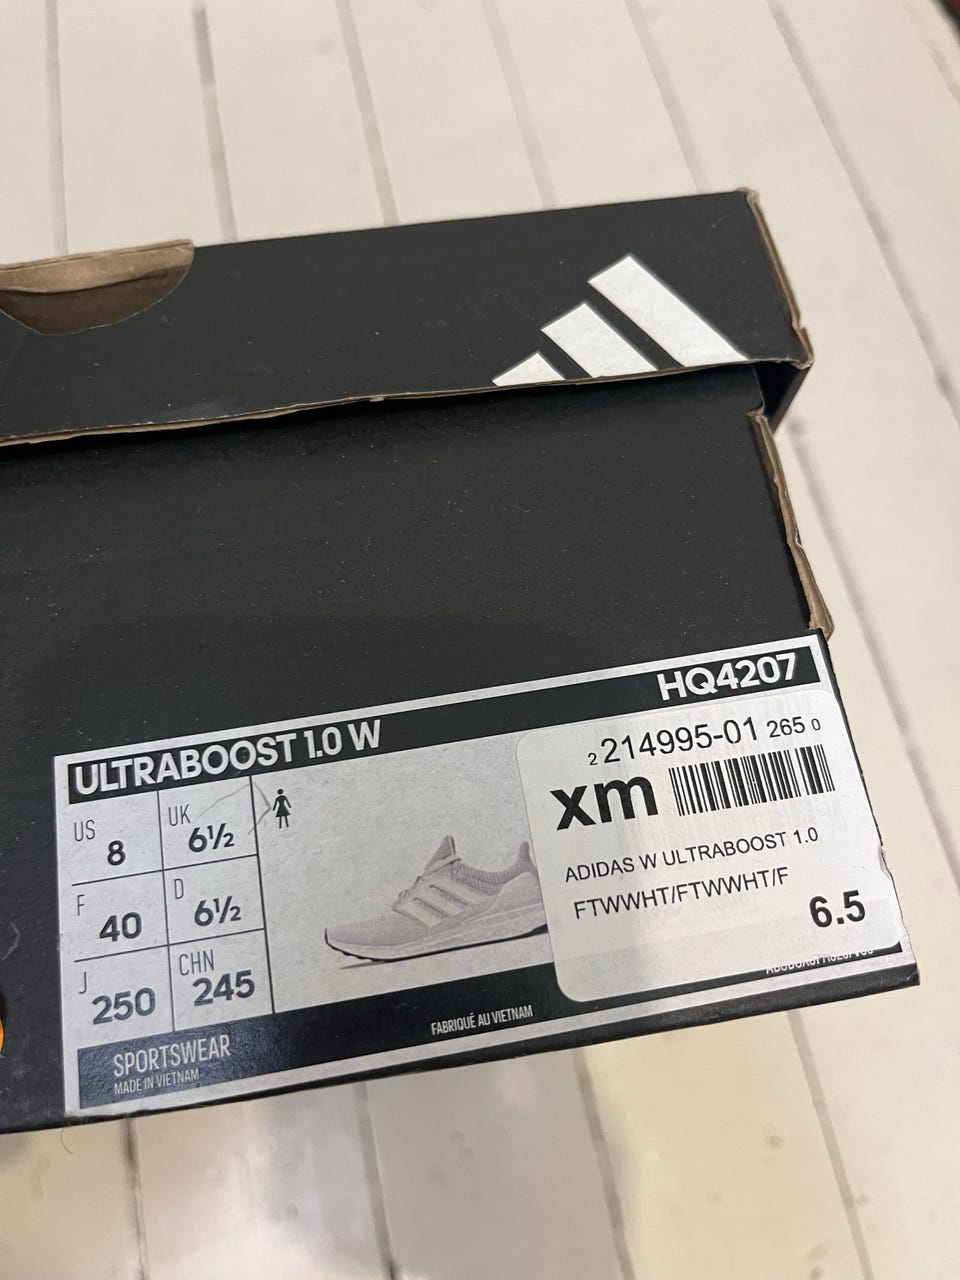 HQ4207
ULTRABOOST 1.0 W
US 8
UK 6½
F 40
D 6½
J 250
CHN 245
SPORTSWEAR
MADE IN VIETNAM
FABRIQUÉ AU VIETNAM
2 214995-01 265 0
xm
ADIDAS W ULTRABOOST 1.0
FTWWHT/FTWWHT/F
6.5